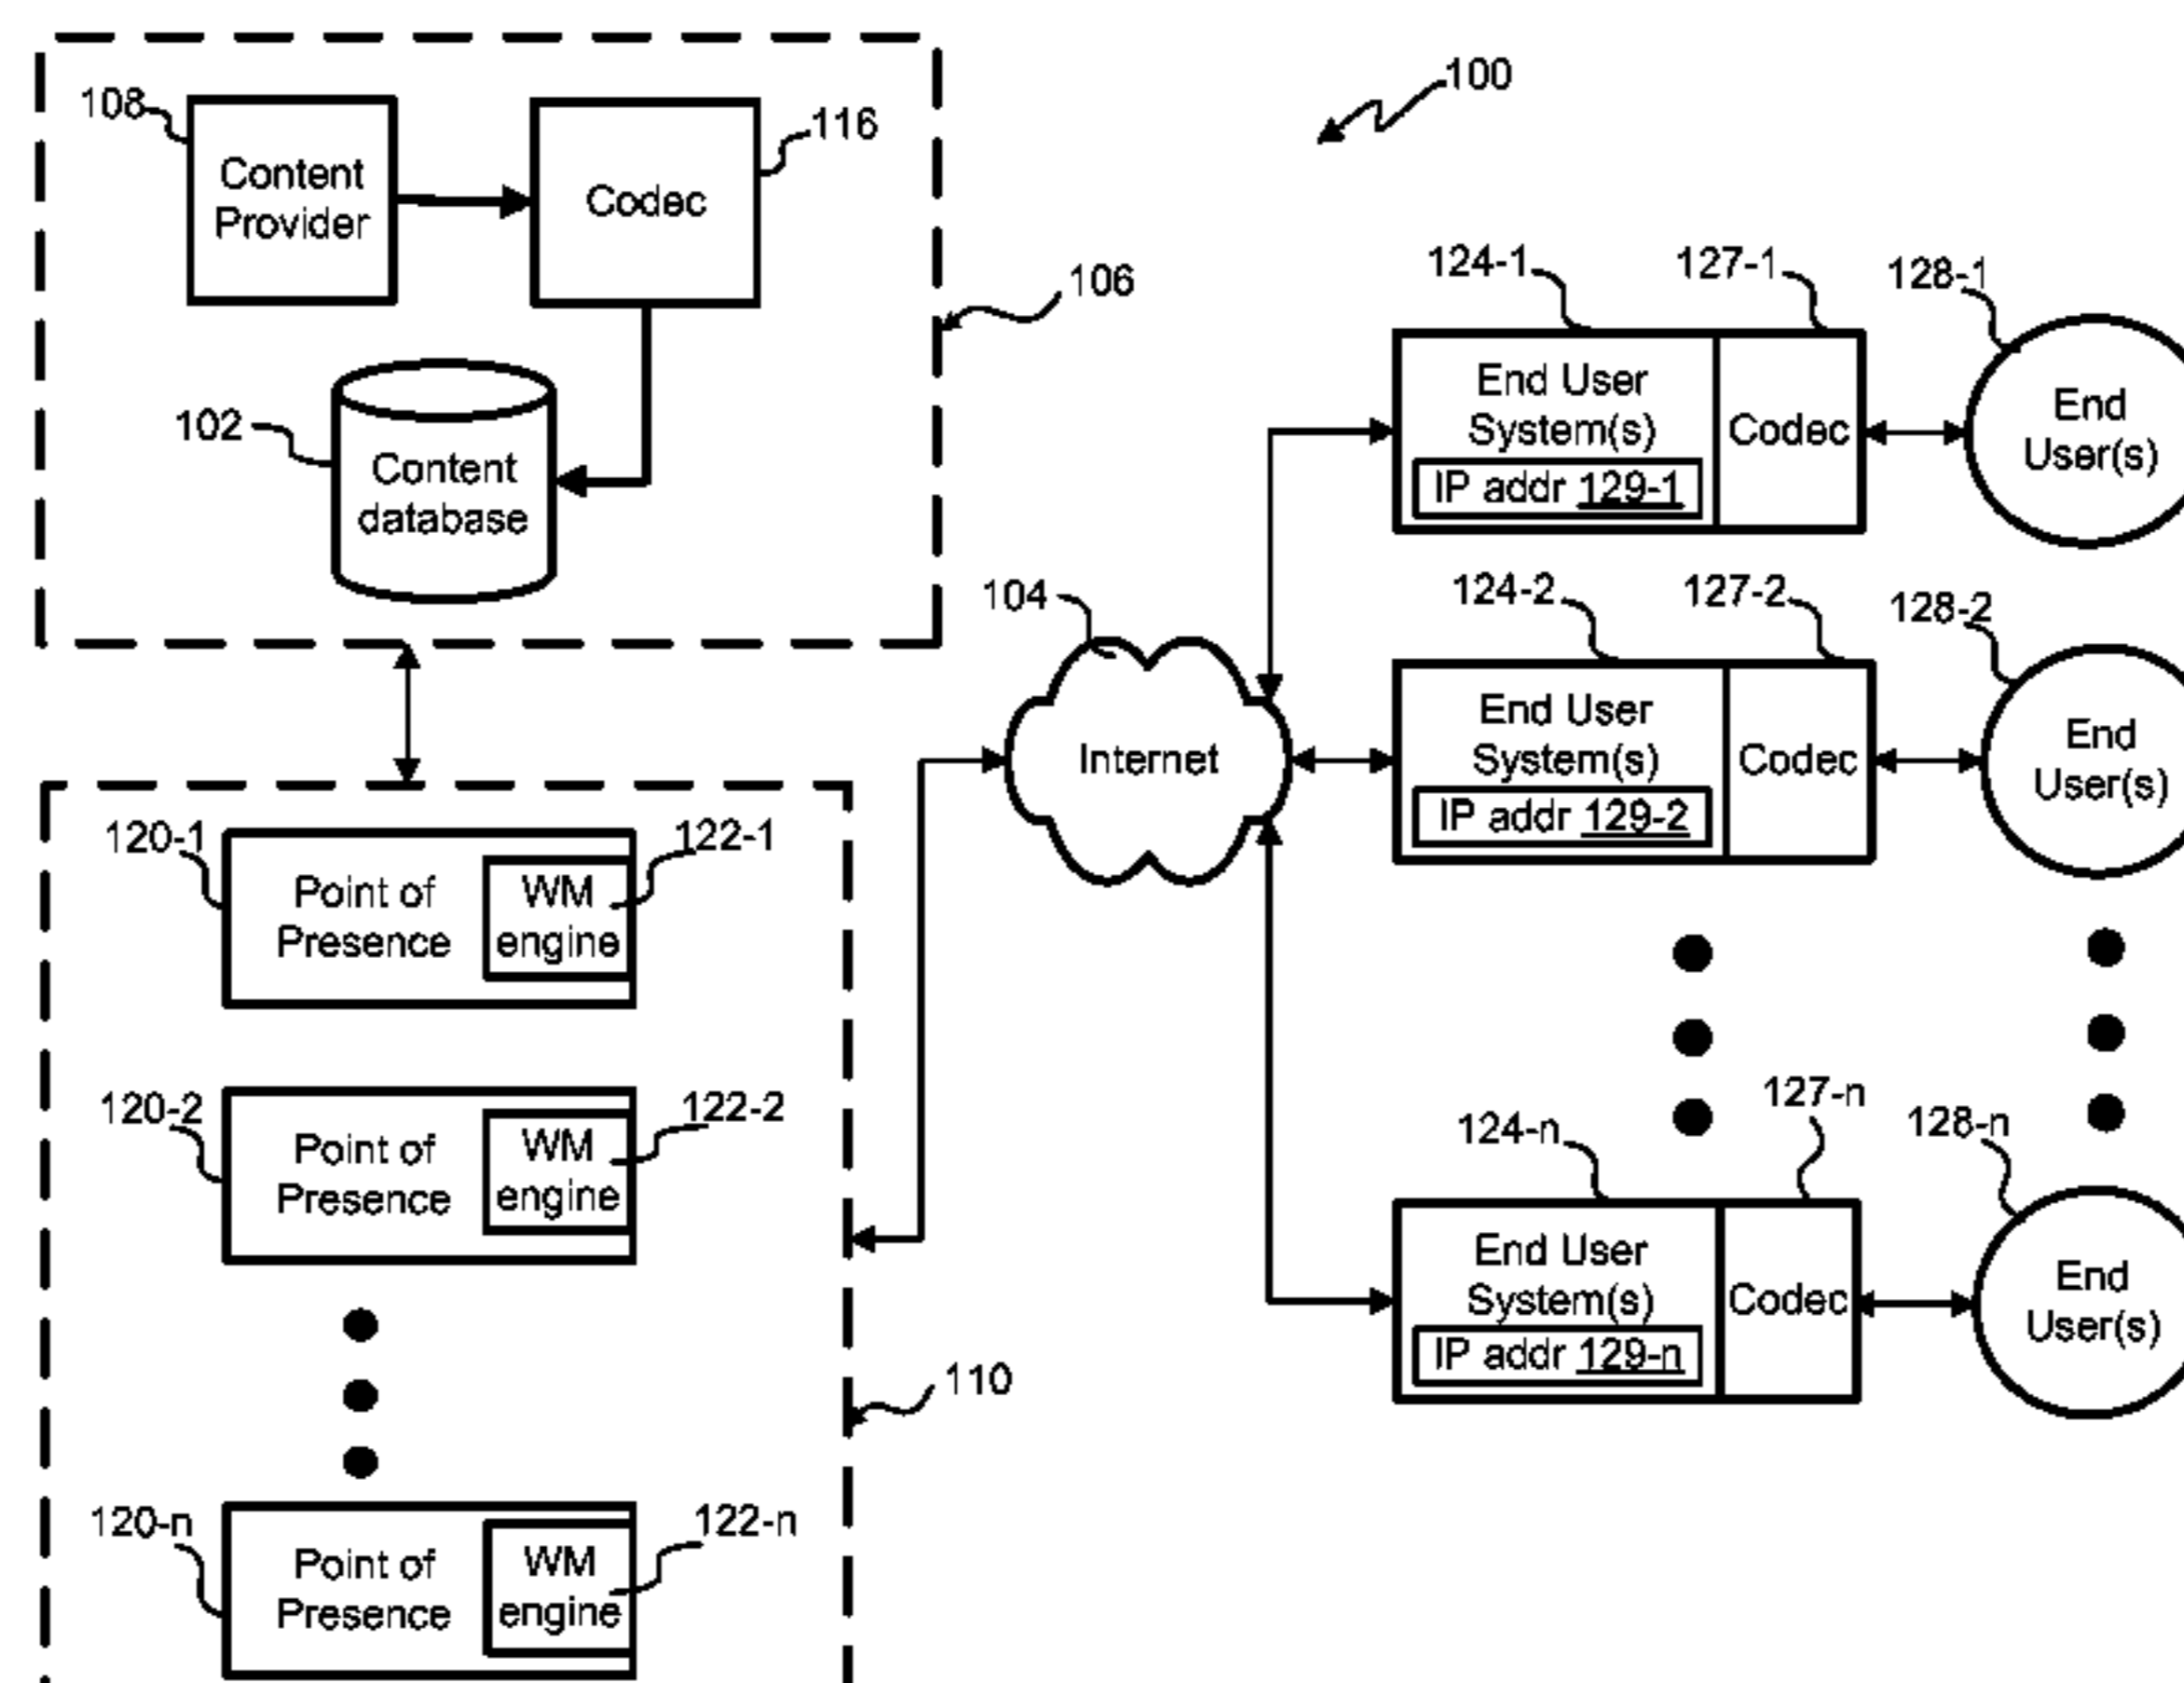 100
108
Content
Provider
Codec
116
106
102
Content
database
104
Internet
124-1
127-1
128-1
End User
System(s)
IP addr 129-1
Codec
End
User(s)
124-2
127-2
128-2
End User
System(s)
IP addr 129-2
Codec
End
User(s)
124-n
127-n
128-n
End User
System(s)
IP addr 129-n
Codec
End
User(s)
120-1
Point of
Presence
WM
engine
122-1
120-2
Point of
Presence
WM
engine
122-2
110
120-n
Point of
Presence
WM
engine
122-n